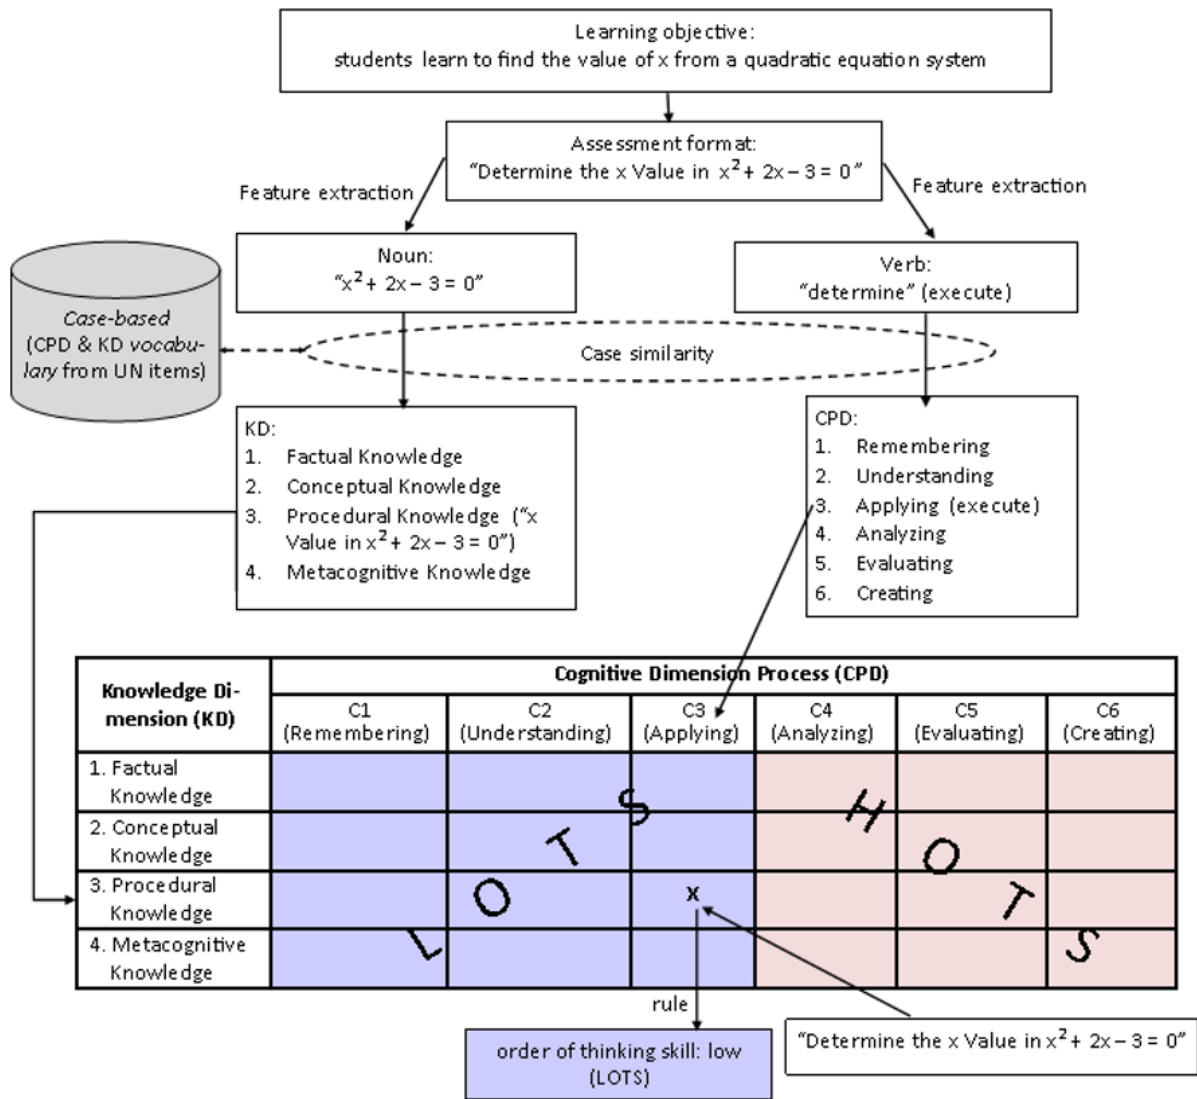 Learning objective:
students learn to find the value of x from a quadratic equation system
Assessment format:
“Determine the x Value in x² + 2x – 3 = 0”
Feature extraction
Feature extraction
Noun:
“x² + 2x – 3 = 0”
Verb:
“determine” (execute)
Case-based
(CPD & KD vocabu-
lary from UN items)
Case similarity
KD:
1. Factual Knowledge
2. Conceptual Knowledge
3. Procedural Knowledge (“x
Value in x² + 2x – 3 = 0”)
4. Metacognitive Knowledge
CPD:
1. Remembering
2. Understanding
3. Applying (execute)
4. Analyzing
5. Evaluating
6. Creating
Knowledge Di-
mension (KD)
Cognitive Dimension Process (CPD)
C1
(Remembering)
C2
(Understanding)
C3
(Applying)
C4
(Analyzing)
C5
(Evaluating)
C6
(Creating)
1. Factual
Knowledge
2. Conceptual
Knowledge
3. Procedural
Knowledge
4. Metacognitive
Knowledge
LOTS
HOTS
x
rule
order of thinking skill: low
(LOTS)
“Determine the x Value in x² + 2x – 3 = 0”